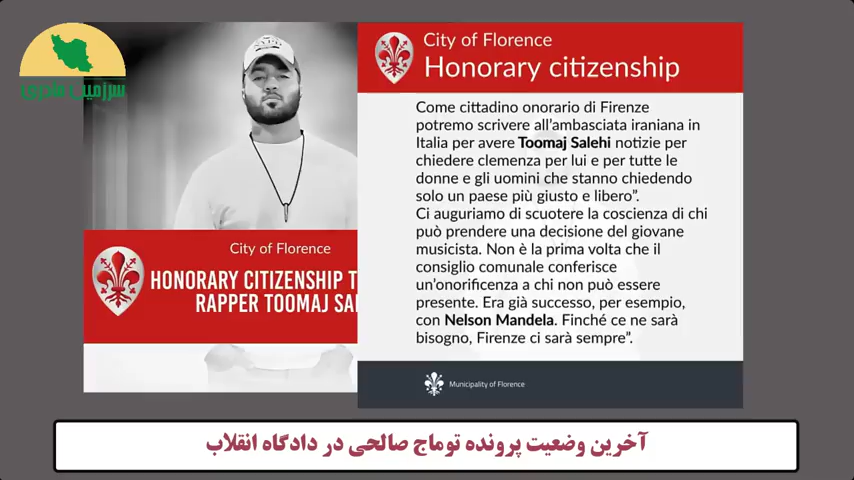 سرزمین مادری
City of Florence
HONORARY CITIZENSHIP T
RAPPER TOOMAJ SA
City of Florence
Honorary citizenship
Come cittadino onorario di Firenze
potremo scrivere all'ambasciata iraniana in
Italia per avere Toomaj Salehi notizie per
chiedere clemenza per lui e per tutte le
donne e gli uomini che stanno chiedendo
solo un paese più giusto e libero”.
Ci auguriamo di scuotere la coscienza di chi
può prendere una decisione del giovane
musicista. Non è la prima volta che il
consiglio comunale conferisce
un'onorificenza a chi non può essere
presente. Era già successo, per esempio,
con Nelson Mandela. Finché ce ne sarà
bisogno, Firenze ci sarà sempre”.
Municipality of Florence
آخرین وضعیت پرونده توماج صالحی در دادگاه انقلاب